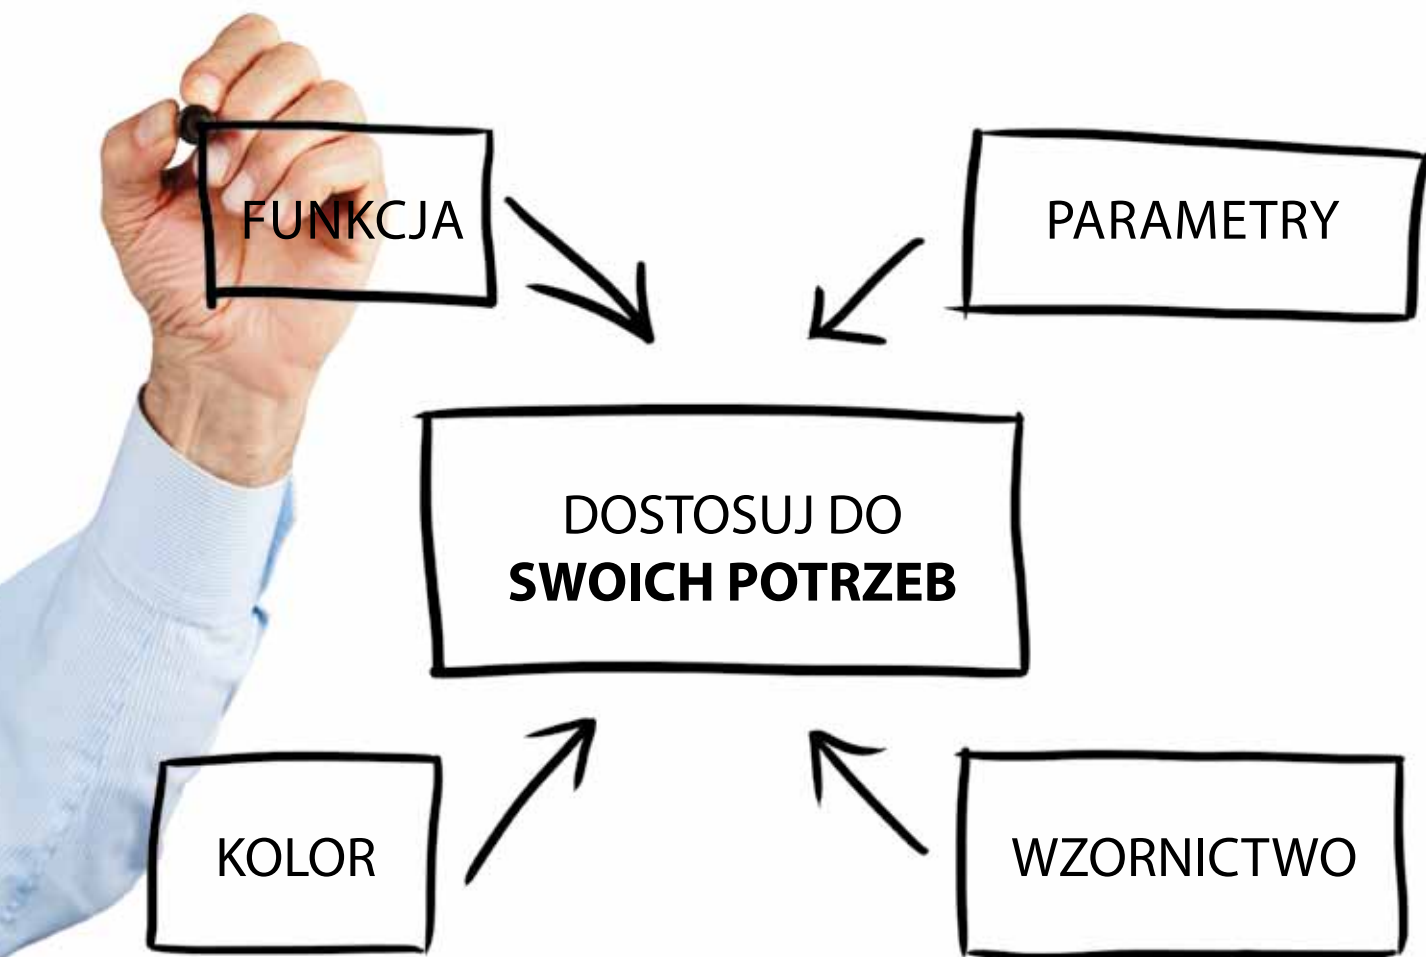 FUNKCJA
PARAMETRY
DOSTOSUJ DO
SWOICH POTRZEB
KOLOR
WZORNICTWO